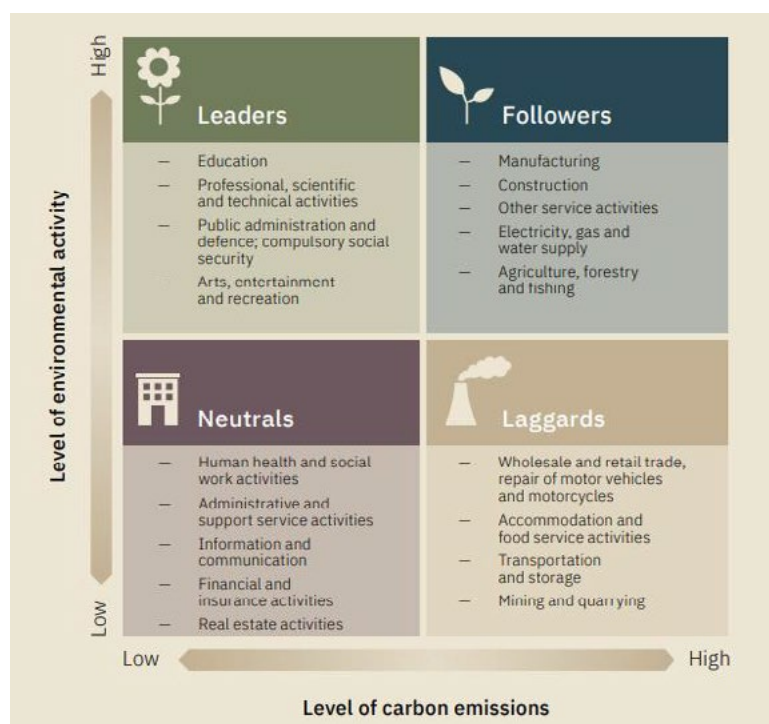 High
Level of environmental activity
Low
Leaders
— Education
— Professional, scientific
and technical activities
— Public administration and
defence; compulsory social
security
Arts, entertainment
and recreation
Followers
— Manufacturing
— Construction
— Other service activities
— Electricity, gas and
water supply
— Agriculture, forestry
and fishing
Neutrals
— Human health and social
work activities
— Administrative and
support service activities
— Information and
communication
— Financial and
insurance activities
— Real estate activities
Laggards
— Wholesale and retail trade,
repair of motor vehicles
and motorcycles
— Accommodation and
food service activities
— Transportation
and storage
— Mining and quarrying
Low
High
Level of carbon emissions